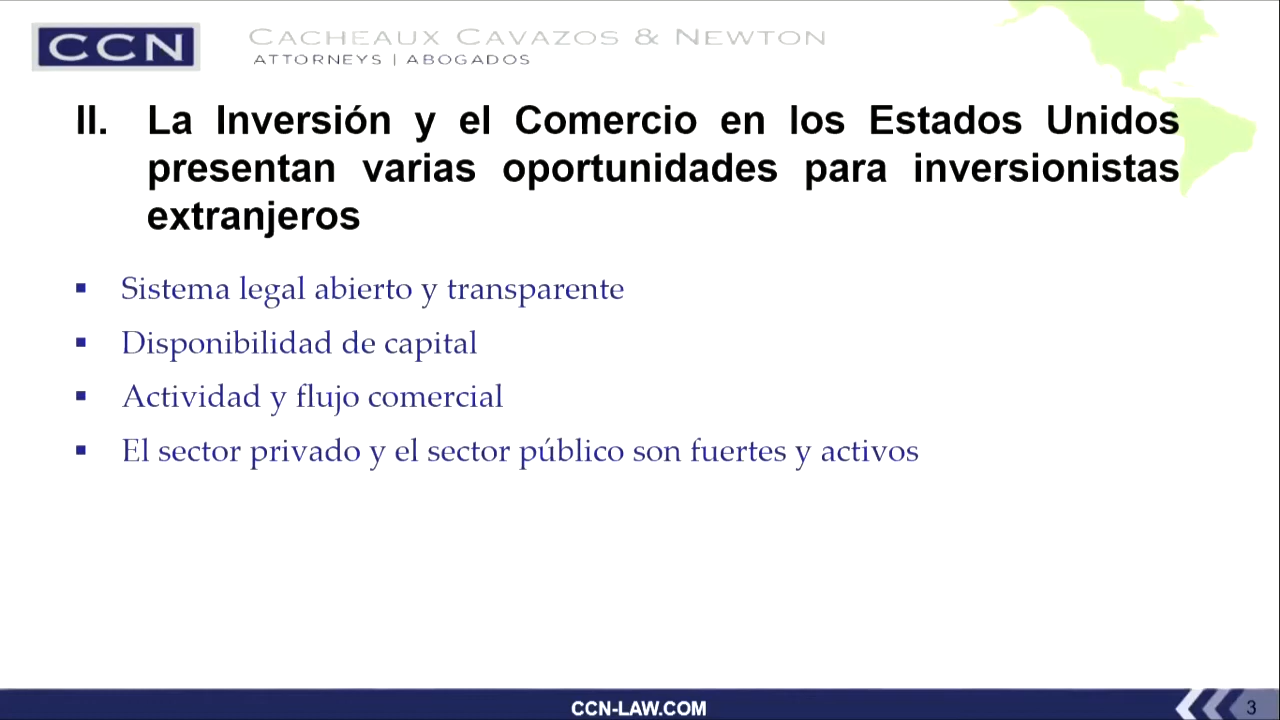 CCN
CACHEAUX CAVAZOS & NEWTON
ATTORNEYS | ABOGADOS
II. La Inversión y el Comercio en los Estados Unidos
presentan varias oportunidades para inversionistas
extranjeros
▪ Sistema legal abierto y transparente
▪ Disponibilidad de capital
▪ Actividad y flujo comercial
▪ El sector privado y el sector público son fuertes y activos
CCN-LAW.COM
3